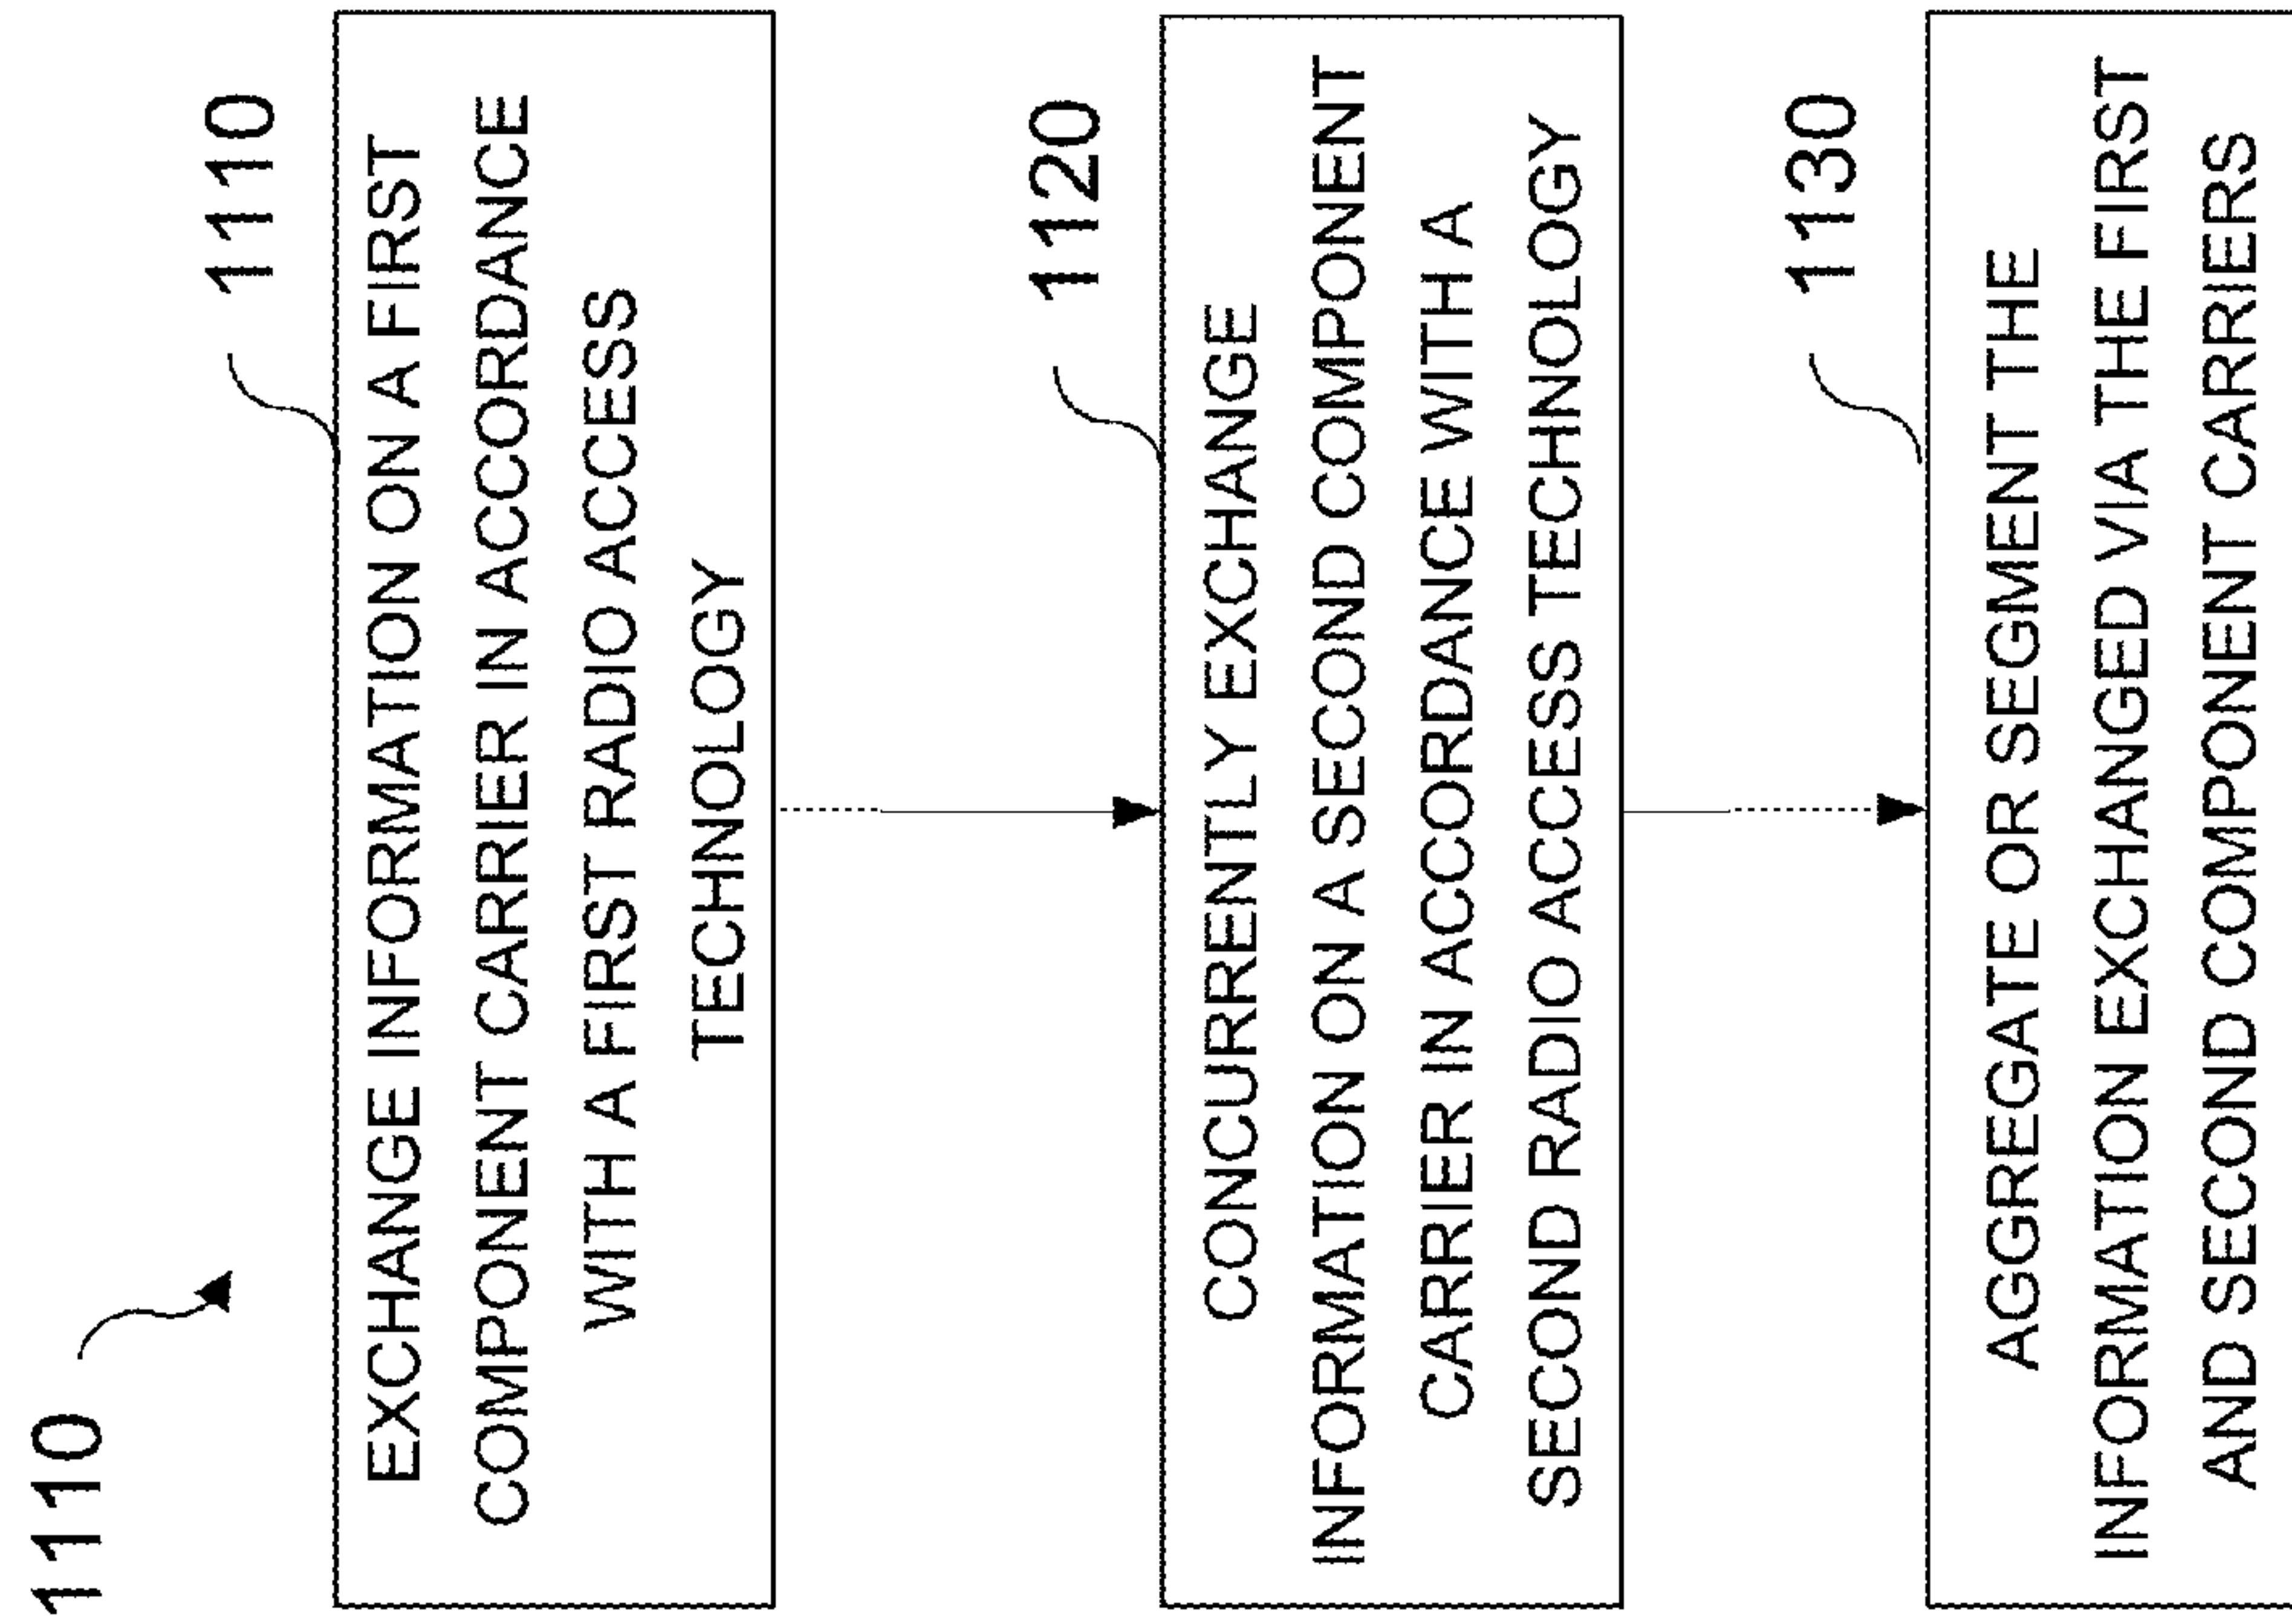 1110
1110
EXCHANGE INFORMATION ON A FIRST
COMPONENT CARRIER IN ACCORDANCE
WITH A FIRST RADIO ACCESS
TECHNOLOGY
1120
CONCURRENTLY EXCHANGE
INFORMATION ON A SECOND COMPONENT
CARRIER IN ACCORDANCE WITH A
SECOND RADIO ACCESS TECHNOLOGY
1130
AGGREGATE OR SEGMENT THE
INFORMATION EXCHANGED VIA THE FIRST
AND SECOND COMPONENT CARRIERS